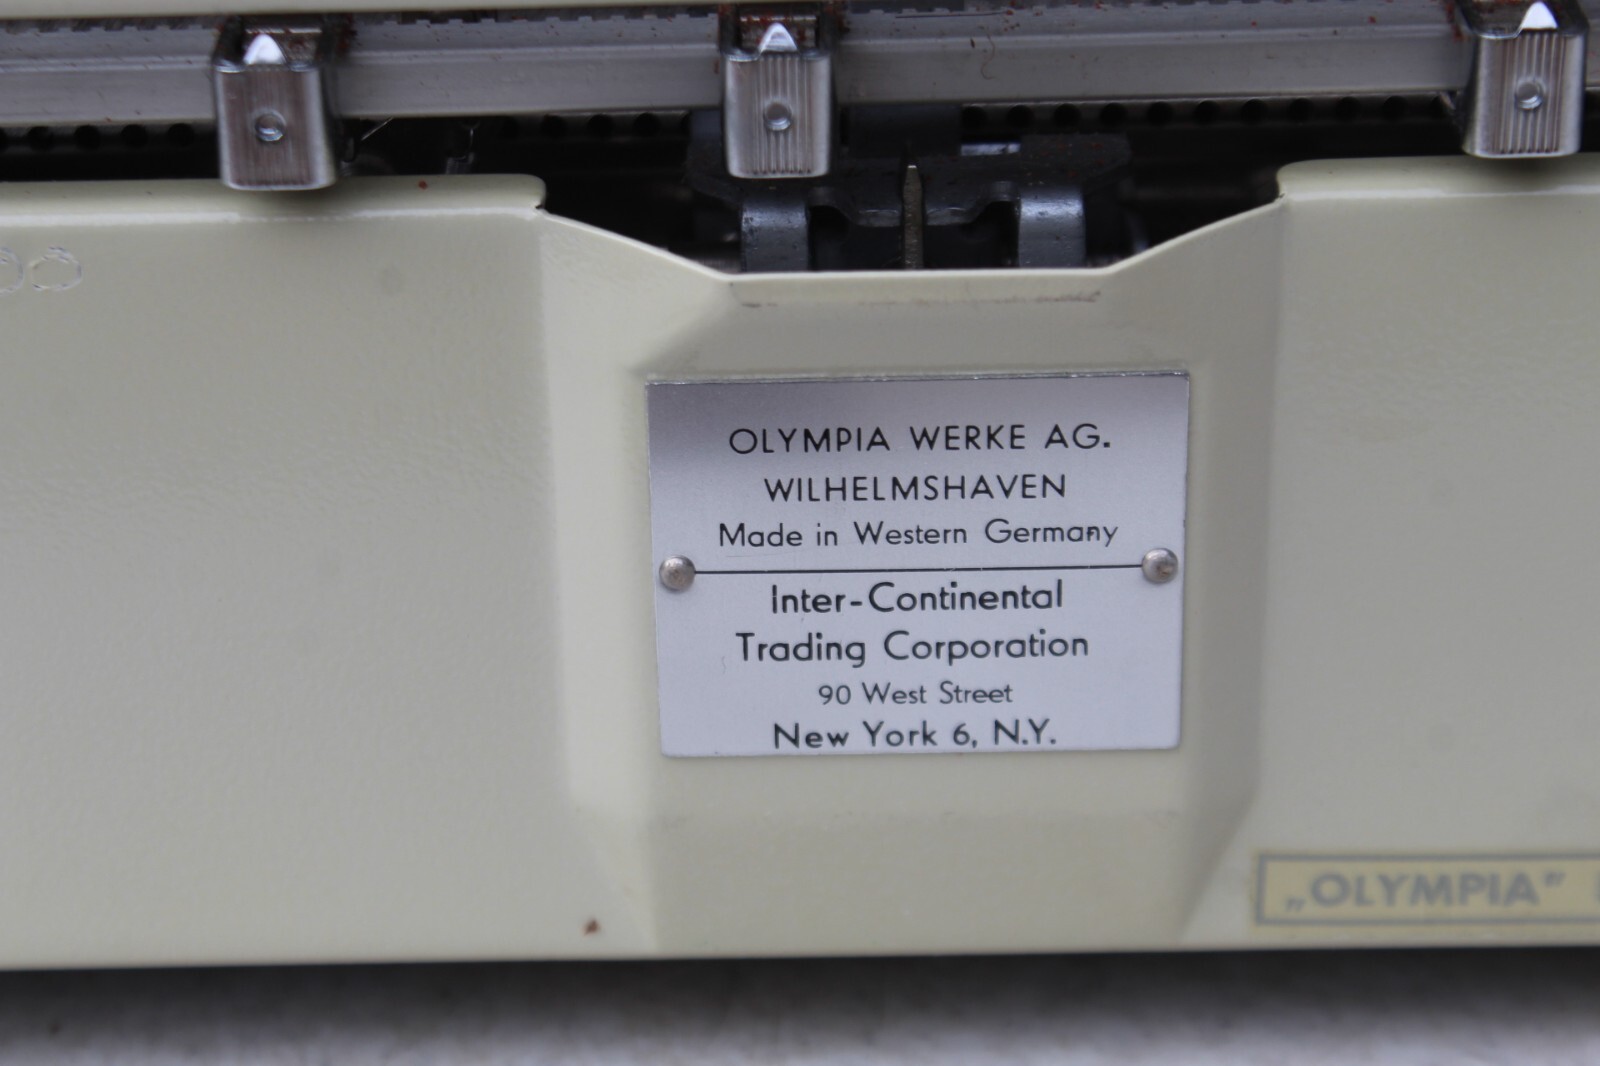 OLYMPIA WERKE AG.
WILHELMSHAVEN
Made in Western Germany
Inter-Continental
Trading Corporation
90 West Street
New York 6, N.Y.
„OLYMPIA”